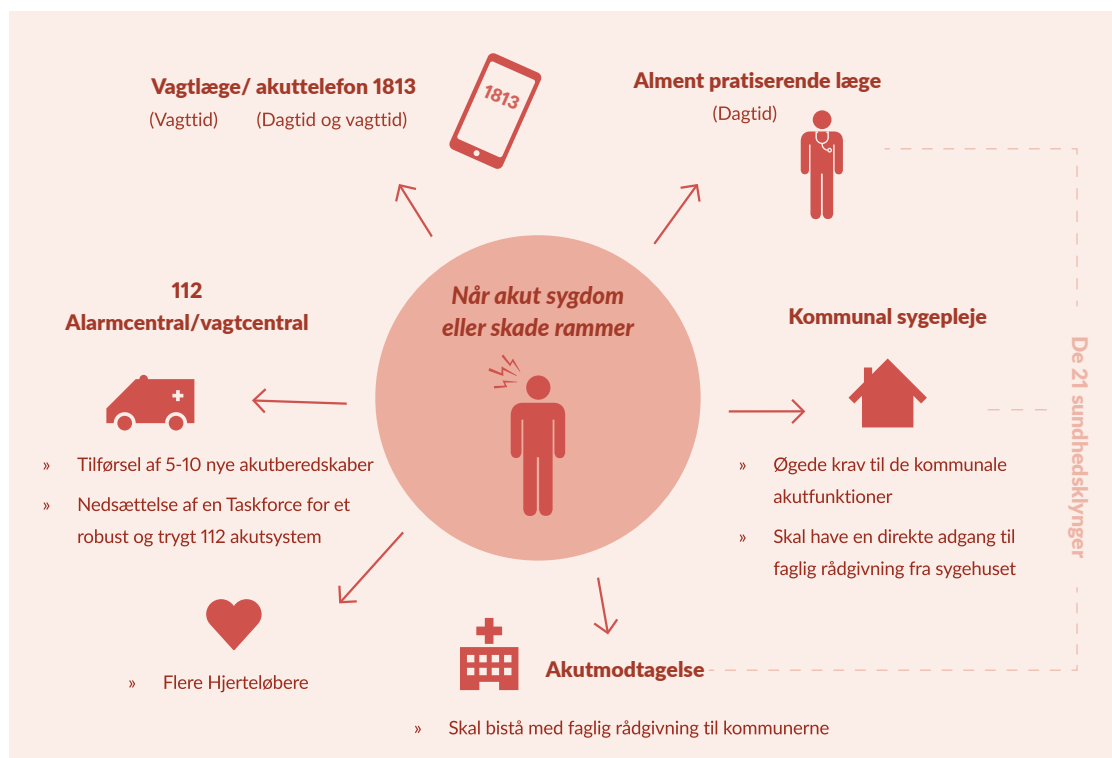 Vagtlæge/ akuttelefon 1813
(Vagttid) (Dagtid og vagttid)
1813
Alment pratiserende læge
(Dagtid)
Når akut sygdom
eller skade rammer
112
Alarmcentral/vagtcentral
» Tilførsel af 5-10 nye akutberedskaber
» Nedsættelse af en Taskforce for et
robust og trygt 112 akutsystem
Kommunal sygepleje
» Øgede krav til de kommunale
akutfunktioner
» Skal have en direkte adgang til
faglig rådgivning fra sygehuset
De 21 sundhedsklynger
» Flere Hjerteløbere
Akutmodtagelse
» Skal bistå med faglig rådgivning til kommunerne